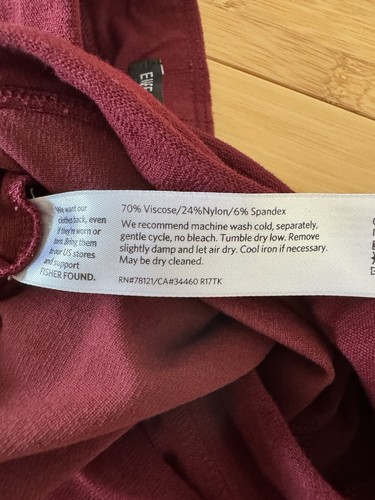 We want our
clothes back, even
if they're worn or
torn. Bring them
to our US stores
and support
FISHER FOUND.
70% Viscose/24%Nylon/6% Spandex
We recommend machine wash cold, separately,
gentle cycle, no bleach. Tumble dry low. Remove
slightly damp and let air dry. Cool iron if necessary.
May be dry cleaned.
RN#78121/CA#34460 R17TK